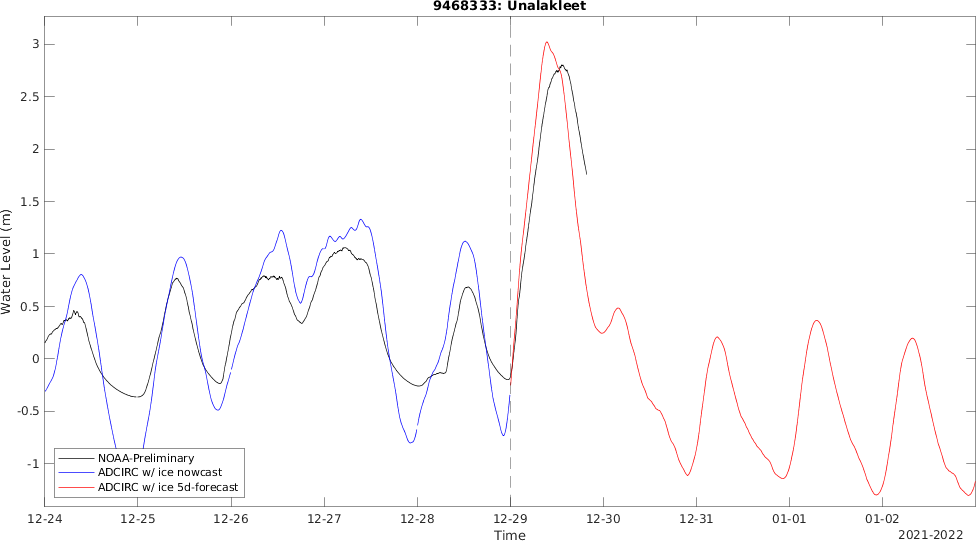 9468333: Unalakleet
3
2.5
2
1.5
1
0.5
0
-0.5
-1
Water Level (m)
NOAA-Preliminary
ADCIRC w/ ice nowcast
ADCIRC w/ ice 5d-forecast
12-24 12-25 12-26 12-27 12-28 12-29 12-30 12-31 01-01 01-02
Time
2021-2022